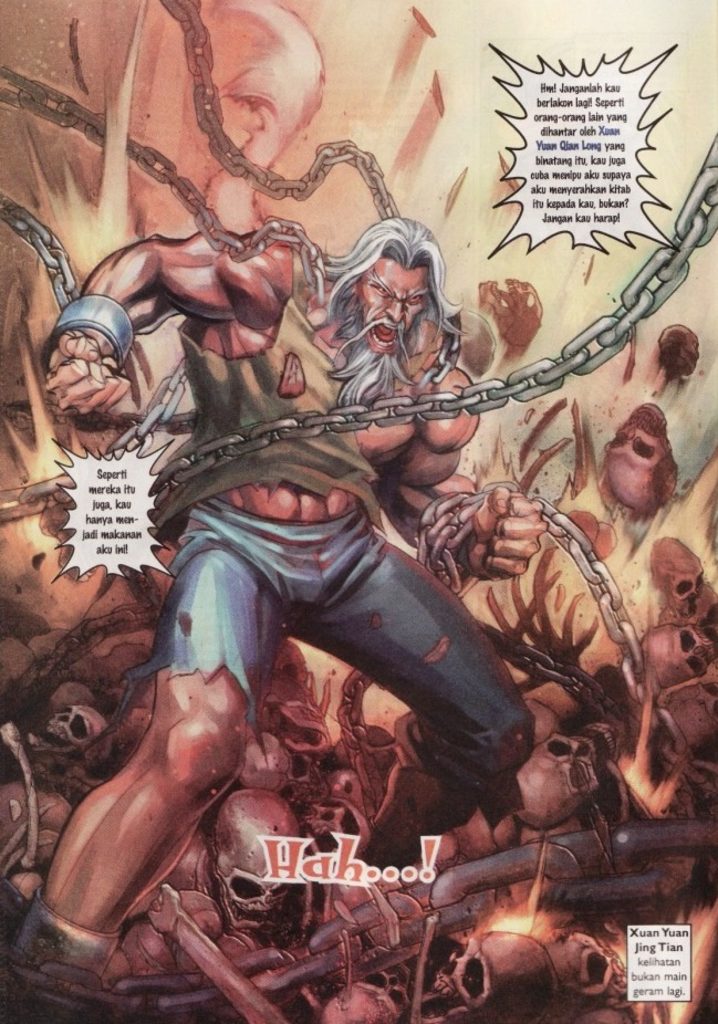 Hm! Janganlah kau
berlakon lagi! Seperti
orang-orang lain yang
dihantar oleh Xuan
Yuan Qian Long yang
binatang itu, kau juga
cuba menipu aku supaya
aku menyerahkan kitab
itu kepada kau, bukan?
Jangan kau harap!
Seperti
mereka itu
juga, kau
hanya men-
jadi makanan
aku ini!
Hah....!
Xuan Yuan
Jing Tian
kelihatan
bukan main
geram lagi.